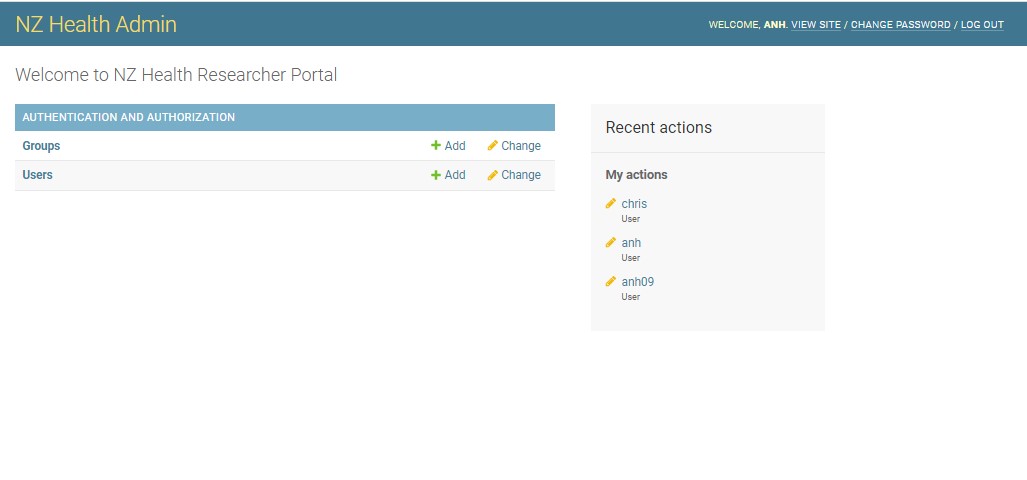 NZ Health Admin
WELCOME, ANH. VIEW SITE / CHANGE PASSWORD / LOG OUT
Welcome to NZ Health Researcher Portal
AUTHENTICATION AND AUTHORIZATION
Groups Add Change
Users Add Change
Recent actions
My actions
chris
User
anh
User
anh09
User